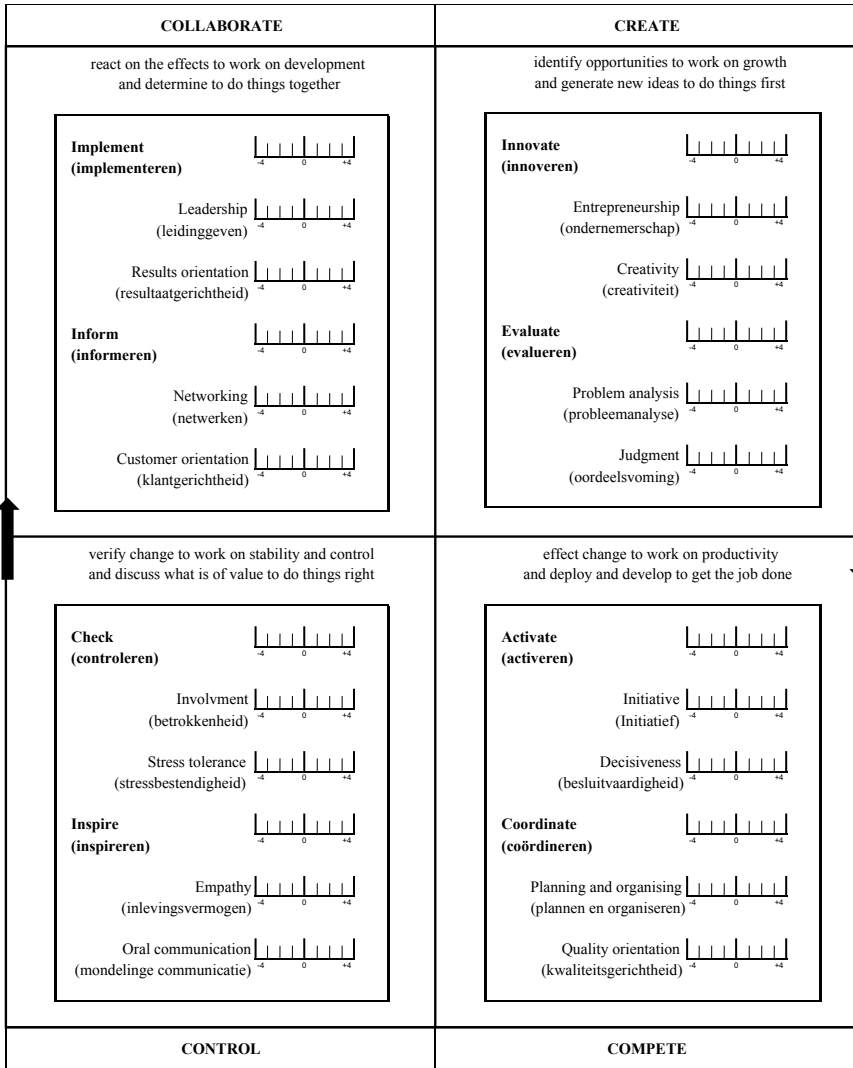 COLLABORATE
CREATE
react on the effects to work on development
and determine to do things together
identify opportunities to work on growth
and generate new ideas to do things first
Implement
(implementeren)
-4 0 +4
Leadership
(leidinggeven)
-4 0 +4
Results orientation
(resultaatgerichtheid)
-4 0 +4
Inform
(informeren)
-4 0 +4
Networking
(netwerken)
-4 0 +4
Customer orientation
(klantgerichtheid)
-4 0 +4
Innovate
(innoveren)
-4 0 +4
Entrepreneurship
(ondernemerschap)
-4 0 +4
Creativity
(creativiteit)
-4 0 +4
Evaluate
(evalueren)
-4 0 +4
Problem analysis
(probleemanalyse)
-4 0 +4
Judgment
(oordeelsvoming)
-4 0 +4
verify change to work on stability and control
and discuss what is of value to do things right
effect change to work on productivity
and deploy and develop to get the job done
Check
(controleren)
-4 0 +4
Involvment
(betrokkenheid)
-4 0 +4
Stress tolerance
(stressbestendigheid)
-4 0 +4
Inspire
(inspireren)
-4 0 +4
Empathy
(inlevingsvermogen)
-4 0 +4
Oral communication
(mondelinge communicatie)
-4 0 +4
Activate
(activeren)
-4 0 +4
Initiative
(Initiatief)
-4 0 +4
Decisiveness
(besluitvaardigheid)
-4 0 +4
Coordinate
(coördineren)
-4 0 +4
Planning and organising
(plannen en organiseren)
-4 0 +4
Quality orientation
(kwaliteitsgerichtheid)
-4 0 +4
CONTROL
COMPETE